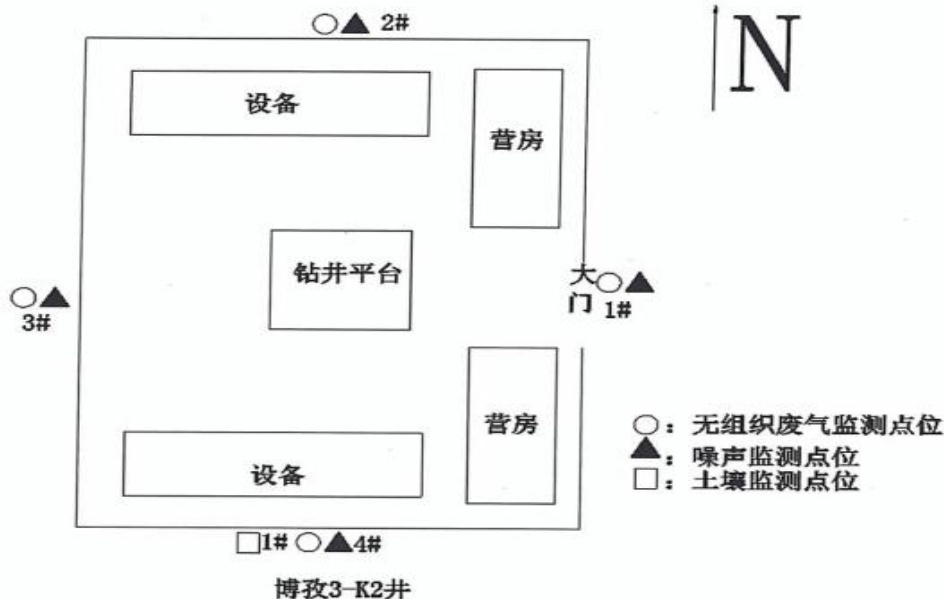 2#
N
设备
营房
钻井平台
大门
1#
3#
营房
设备
○：无组织废气监测点位
▲：噪声监测点位
□：土壤监测点位
□1# ○▲4#
博孜3-K2井